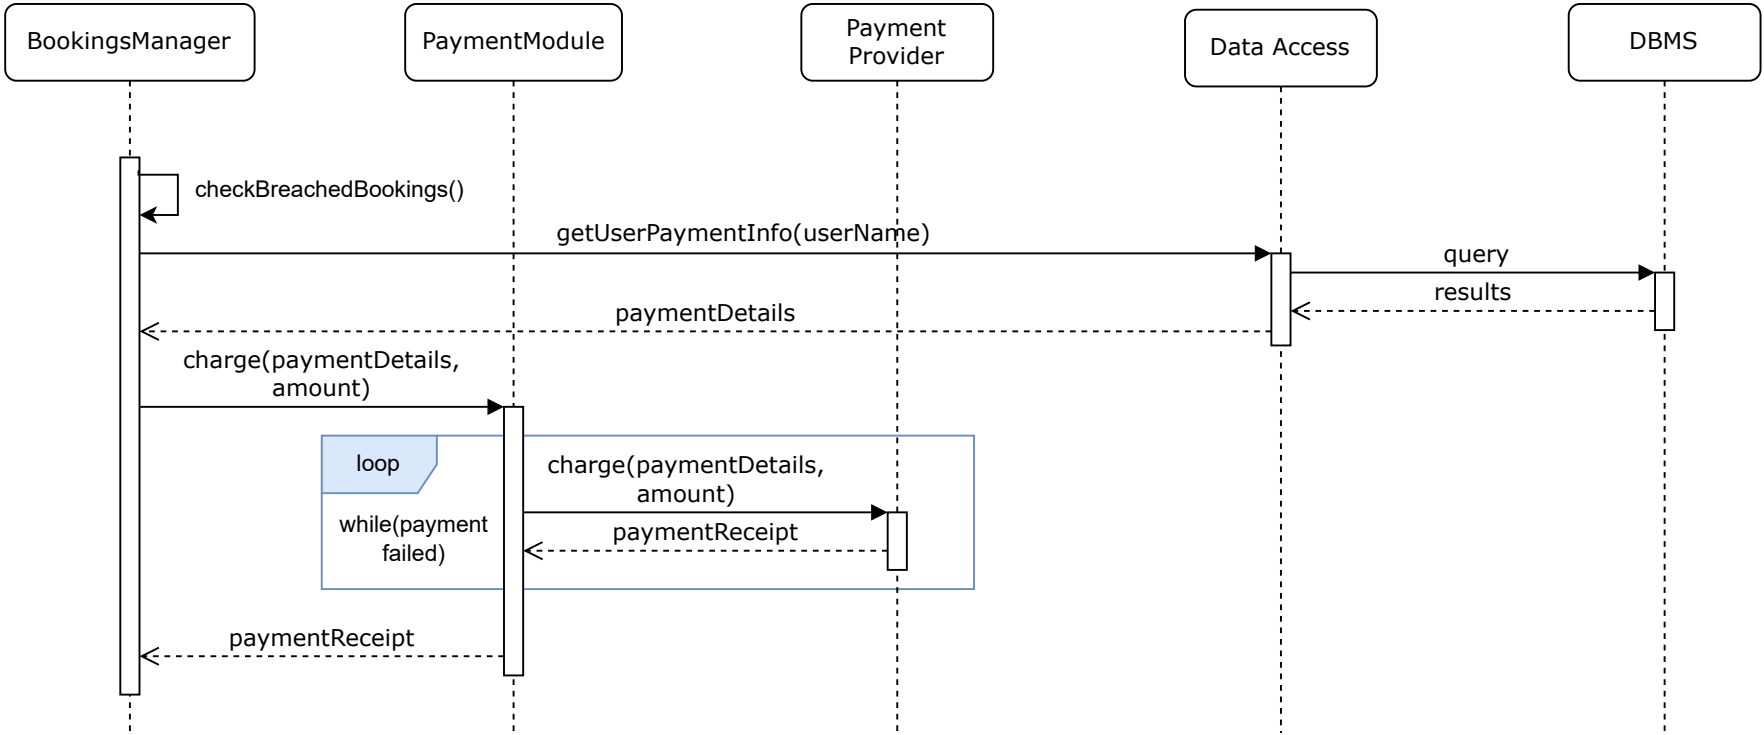 BookingsManager
PaymentModule
Payment
Provider
Data Access
DBMS
checkBreachedBookings()
getUserPaymentInfo(userName)
query
results
paymentDetails
charge(paymentDetails,
amount)
loop
charge(paymentDetails,
amount)
while(payment
failed)
paymentReceipt
paymentReceipt